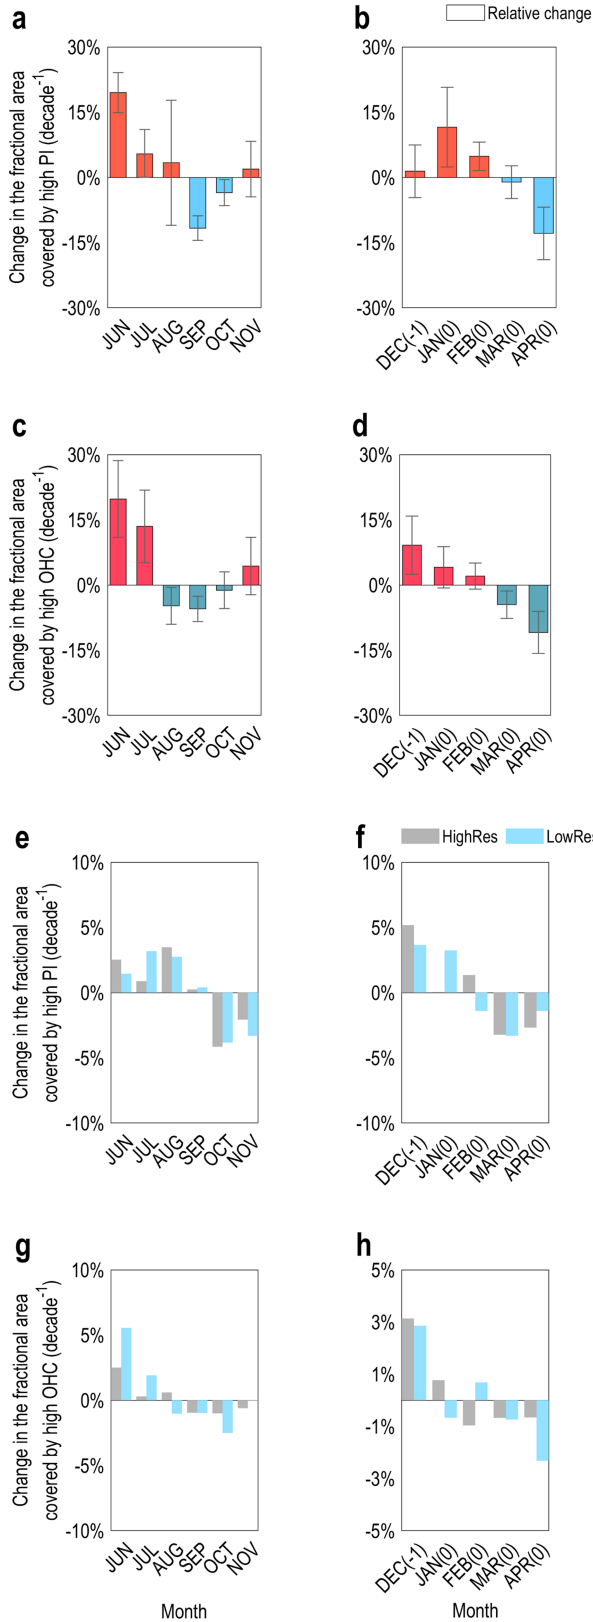 a
b
Relative change
Change in the fractional area
covered by high PI (decade⁻¹)
30%
15%
0%
-15%
-30%
JUN
JUL
AUG
SEP
OCT
NOV
30%
15%
0%
-15%
-30%
DEC(-1)
JAN(0)
FEB(0)
MAR(0)
APR(0)
c
d
Change in the fractional area
covered by high OHC (decade⁻¹)
30%
15%
0%
-15%
-30%
JUN
JUL
AUG
SEP
OCT
NOV
30%
15%
0%
-15%
-30%
DEC(-1)
JAN(0)
FEB(0)
MAR(0)
APR(0)
e
f
HighRes
LowRes
Change in the fractional area
covered by high PI (decade⁻¹)
10%
5%
0%
-5%
-10%
JUN
JUL
AUG
SEP
OCT
NOV
10%
5%
0%
-5%
-10%
DEC(-1)
JAN(0)
FEB(0)
MAR(0)
APR(0)
g
h
Change in the fractional area
covered by high OHC (decade⁻¹)
10%
5%
0%
-5%
-10%
JUN
JUL
AUG
SEP
OCT
NOV
Month
5%
3%
1%
-1%
-3%
-5%
DEC(-1)
JAN(0)
FEB(0)
MAR(0)
APR(0)
Month